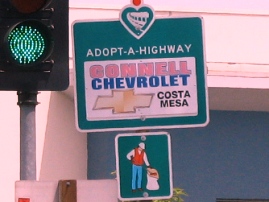 ADOPT-A-HIGHWAY
CONNELL
CHEVROLET
COSTA
MESA